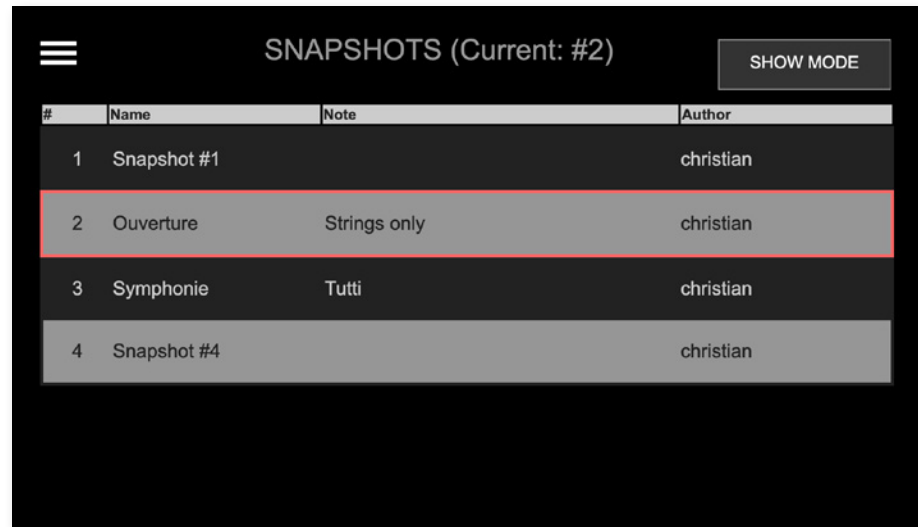 SNAPSHOTS (Current: #2) SHOW MODE
# Name Note Author
1 Snapshot #1 christian
2 Ouverture Strings only christian
3 Symphonie Tutti christian
4 Snapshot #4 christian